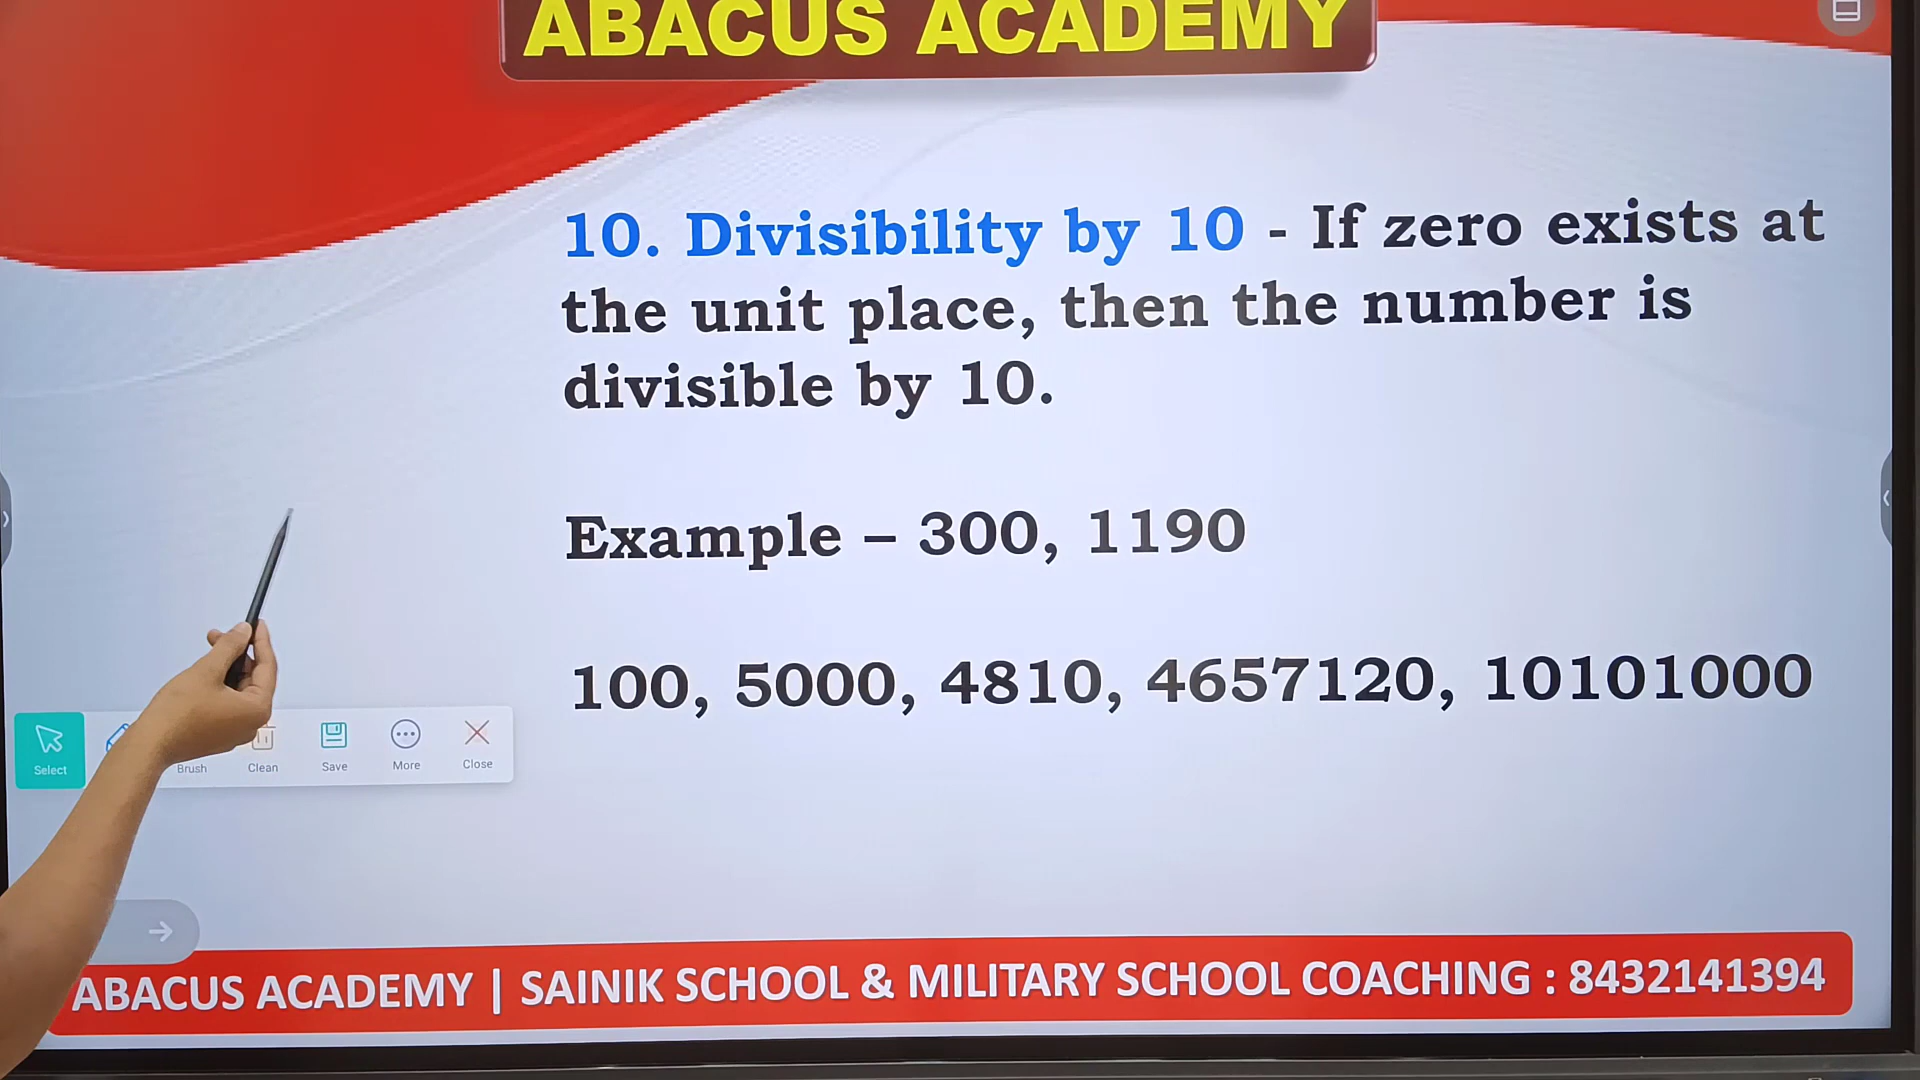 ABACUS ACADEMY
10. Divisibility by 10 - If zero exists at
the unit place, then the number is
divisible by 10.
Example – 300, 1190
100, 5000, 4810, 4657120, 10101000
Select
Brush
Clean
Save
More
Close
ABACUS ACADEMY | SAINIK SCHOOL & MILITARY SCHOOL COACHING : 8432141394